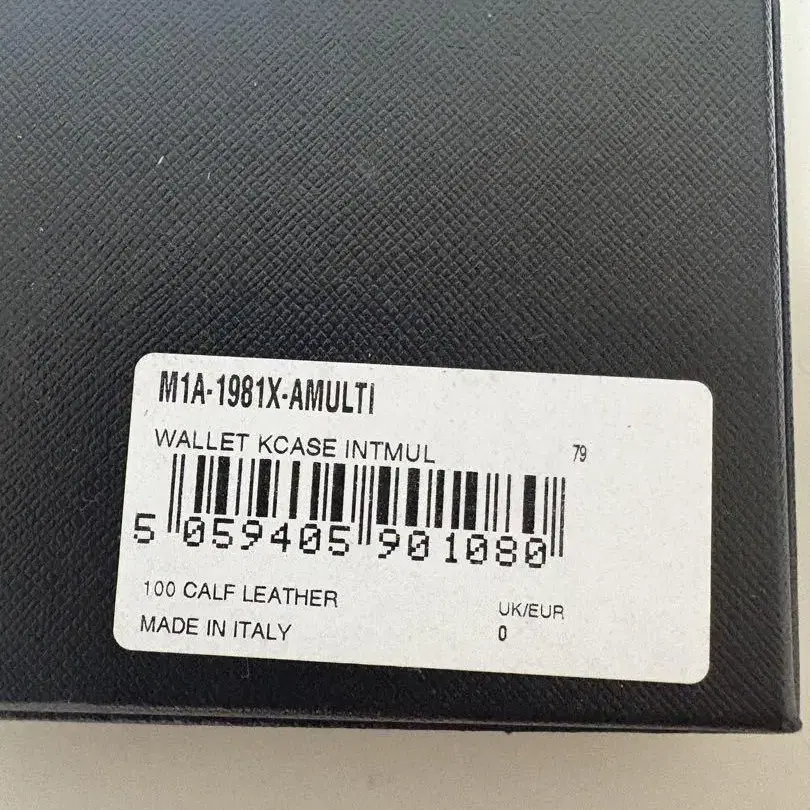 M1A-1981X-AMULTI
WALLET KCASE INTMUL 79
5 059405 901080
100 CALF LEATHER
UK/EUR
MADE IN ITALY
0